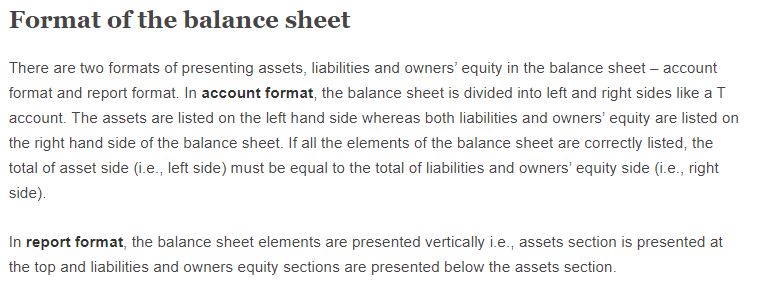 Format of the balance sheet
There are two formats of presenting assets, liabilities and owners’ equity in the balance sheet – account
format and report format. In account format, the balance sheet is divided into left and right sides like a T
account. The assets are listed on the left hand side whereas both liabilities and owners’ equity are listed on
the right hand side of the balance sheet. If all the elements of the balance sheet are correctly listed, the
total of asset side (i.e., left side) must be equal to the total of liabilities and owners’ equity side (i.e., right
side).
In report format, the balance sheet elements are presented vertically i.e., assets section is presented at
the top and liabilities and owners equity sections are presented below the assets section.